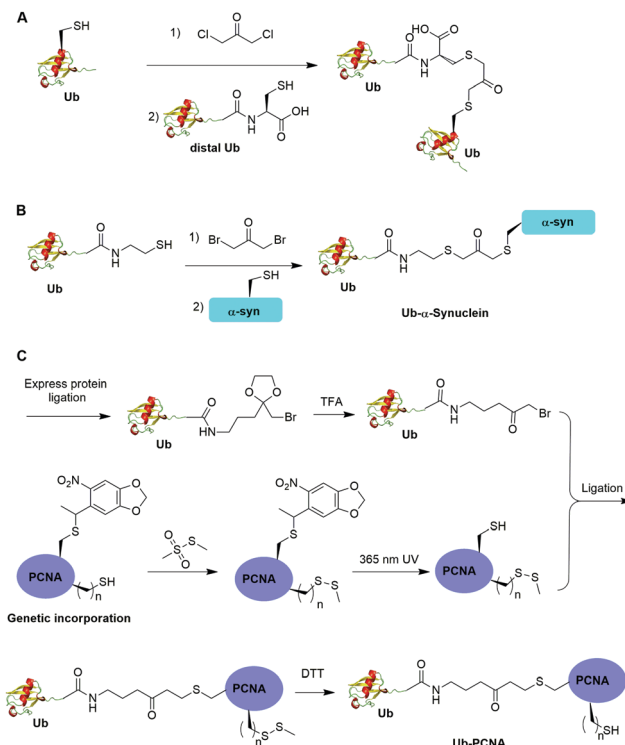 A
SH
Ub
1)
Cl
O
Cl
2)
O
N
H
SH
OH
O
distal Ub
HO
O
O
N
H
S
O
S
Ub
Ub
B
O
N
H
SH
Ub
1)
Br
O
Br
SH
2)
α-syn
O
N
H
S
O
S
α-syn
Ub
Ub-α-Synuclein
C
Express protein
ligation
O
HN
O
O
Br
Ub
TFA
O
N
H
O
Br
Ub
O₂N
O
O
S
PCNA
SH
n
Genetic incorporation
O
S
S
O
O₂N
O
O
S
PCNA
S
S
n
365 nm UV
SH
PCNA
S
S
n
Ligation
O
N
H
O
S
PCNA
S
S
n
Ub
DTT
O
N
H
O
S
PCNA
SH
n
Ub
Ub-PCNA